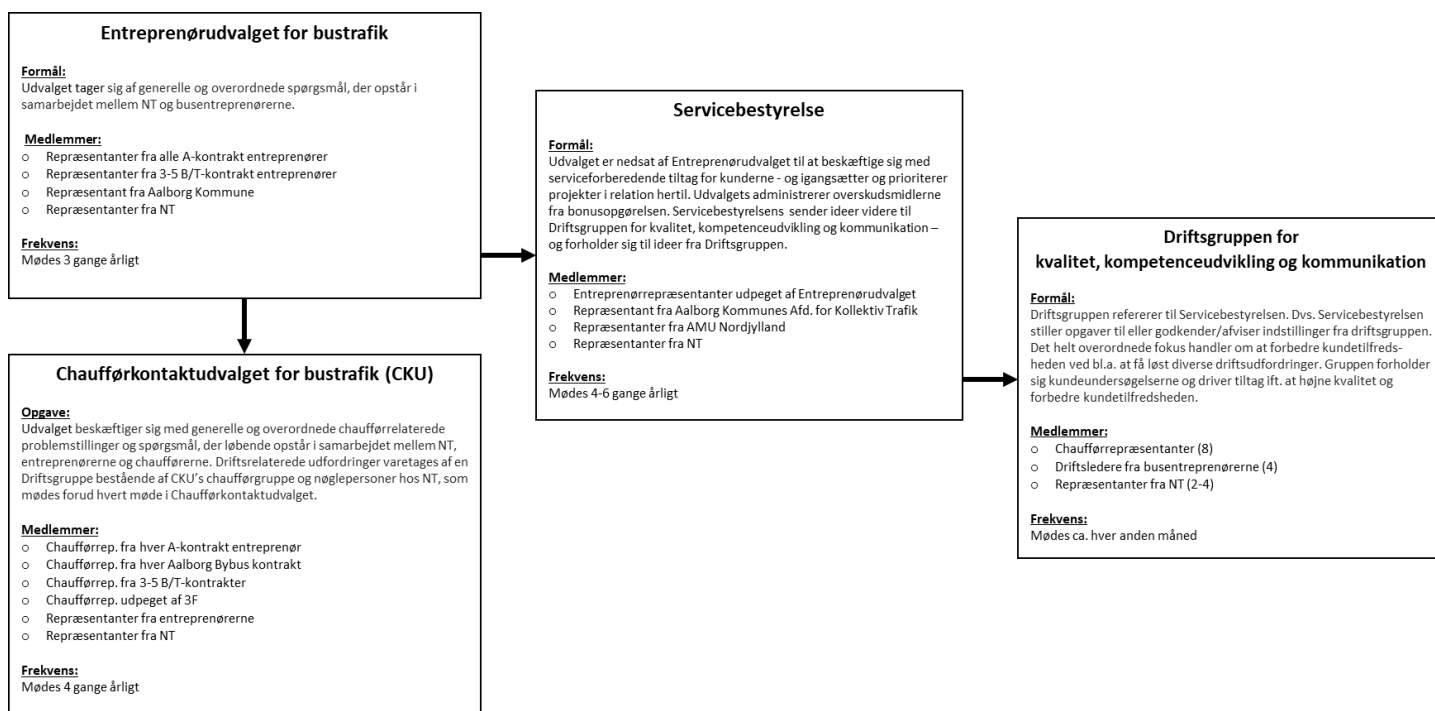 Entreprenørudvalget for bustrafik
Formål:
Udvalget tager sig af generelle og overordnede spørgsmål, der opstår i
samarbejdet mellem NT og busentreprenørerne.
Medlemmer:
o Repræsentanter fra alle A-kontrakt entreprenører
o Repræsentanter fra 3-5 B/T-kontrakt entreprenører
o Repræsentant fra Aalborg Kommune
o Repræsentanter fra NT
Frekvens:
Mødes 3 gange årligt
Chaufførkontaktudvalget for bustrafik (CKU)
Opgave:
Udvalget beskæftiger sig med generelle og overordnede chaufførrelaterede
problemstillinger og spørgsmål, der løbende opstår i samarbejdet mellem NT,
entreprenørerne og chaufførerne. Driftsrelaterede udfordringer varetages af en
Driftsgruppe bestående af CKU's chaufførgruppe og nøglepersoner hos NT, som
mødes forud hvert møde i Chaufførkontaktudvalget.
Medlemmer:
o Chaufførrep. fra hver A-kontrakt entreprenør
o Chaufførrep. fra hver Aalborg Bybus kontrakt
o Chaufførrep. fra 3-5 B/T-kontrakter
o Chaufførrep. udpeget af 3F
o Repræsentanter fra entreprenørerne
o Repræsentanter fra NT
Frekvens:
Mødes 4 gange årligt
Servicebestyrelse
Formål:
Udvalget er nedsat af Entreprenørudvalget til at beskæftige sig med
serviceforberedende tiltag for kunderne - og igangsætter og prioriterer
projekter i relation hertil. Udvalgets administrerer overskudsmidlerne
fra bonusopgørelsen. Servicebestyrelsens sender ideer videre til
Driftsgruppen for kvalitet, kompetenceudvikling og kommunikation –
og forholder sig til ideer fra Driftsgruppen.
Medlemmer:
o Entreprenørrepræsentanter udpeget af Entreprenørudvalget
o Repræsentant fra Aalborg Kommunes Afd. for Kollektiv Trafik
o Repræsentanter fra AMU Nordjylland
o Repræsentanter fra NT
Frekvens:
Mødes 4-6 gange årligt
Driftsgruppen for
kvalitet, kompetenceudvikling og kommunikation
Formål:
Driftsgruppen refererer til Servicebestyrelsen. Dvs. Servicebestyrelsen
stiller opgaver til eller godkender/afviser indstillinger fra driftsgruppen.
Det helt overordnede fokus handler om at forbedre kundetilfreds-
heden ved bl.a. at få løst diverse driftsudfordringer. Gruppen forholder
sig kundeundersøgelserne og driver tiltag ift. at højne kvalitet og
forbedre kundetilfredsheden.
Medlemmer:
o Chaufførrepræsentanter (8)
o Driftsledere fra busentreprenørerne (4)
o Repræsentanter fra NT (2-4)
Frekvens:
Mødes ca. hver anden måned